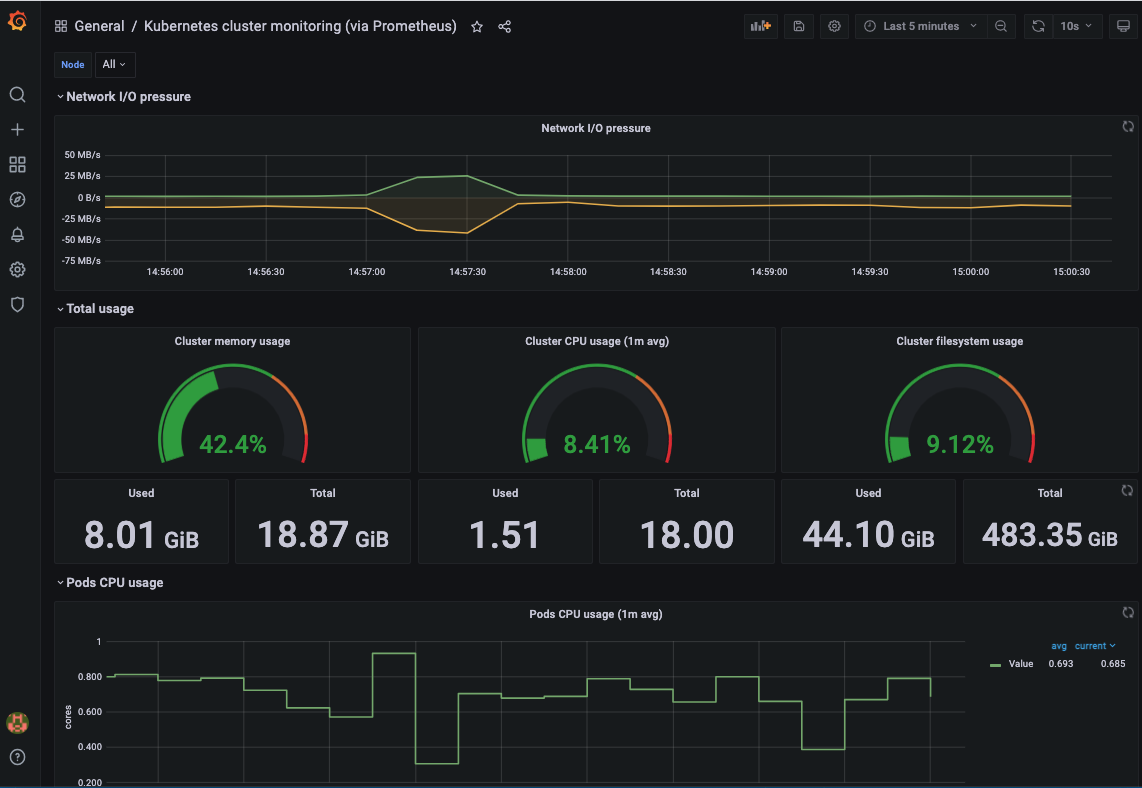 General / Kubernetes cluster monitoring (via Prometheus)
Last 5 minutes
10s
Node
All
Network I/O pressure
Network I/O pressure
50 MB/s
25 MB/s
0 B/s
-25 MB/s
-50 MB/s
-75 MB/s
14:56:00 14:56:30 14:57:00 14:57:30 14:58:00 14:58:30 14:59:00 14:59:30 15:00:00 15:00:30
Total usage
Cluster memory usage
42.4%
Cluster CPU usage (1m avg)
8.41%
Cluster filesystem usage
9.12%
Used
8.01 GiB
Total
18.87 GiB
Used
1.51
Total
18.00
Used
44.10 GiB
Total
483.35 GiB
Pods CPU usage
Pods CPU usage (1m avg)
cores
1
0.800
0.600
0.400
0.200
avg current
Value 0.693 0.685